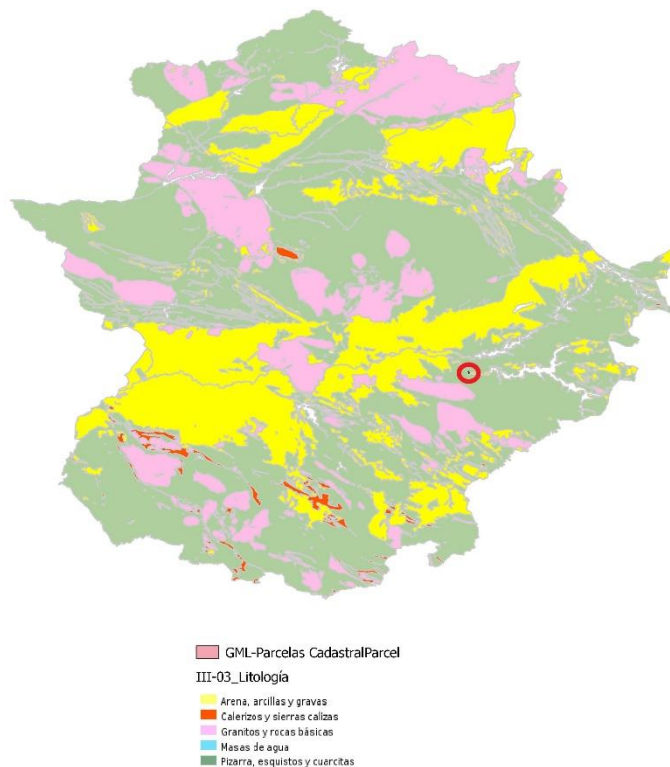 GML-Parcelas CadastralParcel
III-03_Litología
Arena, arcillas y gravas
Calerizos y sierras calizas
Granitos y rocas básicas
Masas de agua
Pizarra, esquistos y cuarcitas